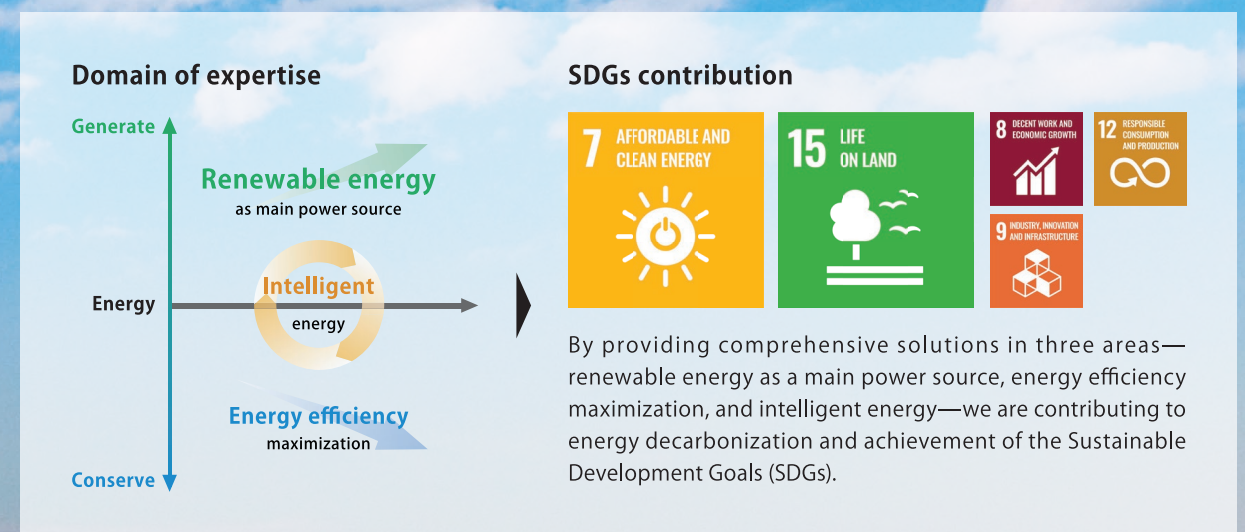 Domain of expertise
Generate
Renewable energy
as main power source
Intelligent
Energy
energy
Energy efficiency
maximization
Conserve
SDGs contribution
7 AFFORDABLE AND
CLEAN ENERGY
15 LIFE
ON LAND
8 DECENT WORK AND
ECONOMIC GROWTH
12 RESPONSIBLE
CONSUMPTION
AND PRODUCTION
9 INDUSTRY, INNOVATION
AND INFRASTRUCTURE
By providing comprehensive solutions in three areas—
renewable energy as a main power source, energy efficiency
maximization, and intelligent energy—we are contributing to
energy decarbonization and achievement of the Sustainable
Development Goals (SDGs).